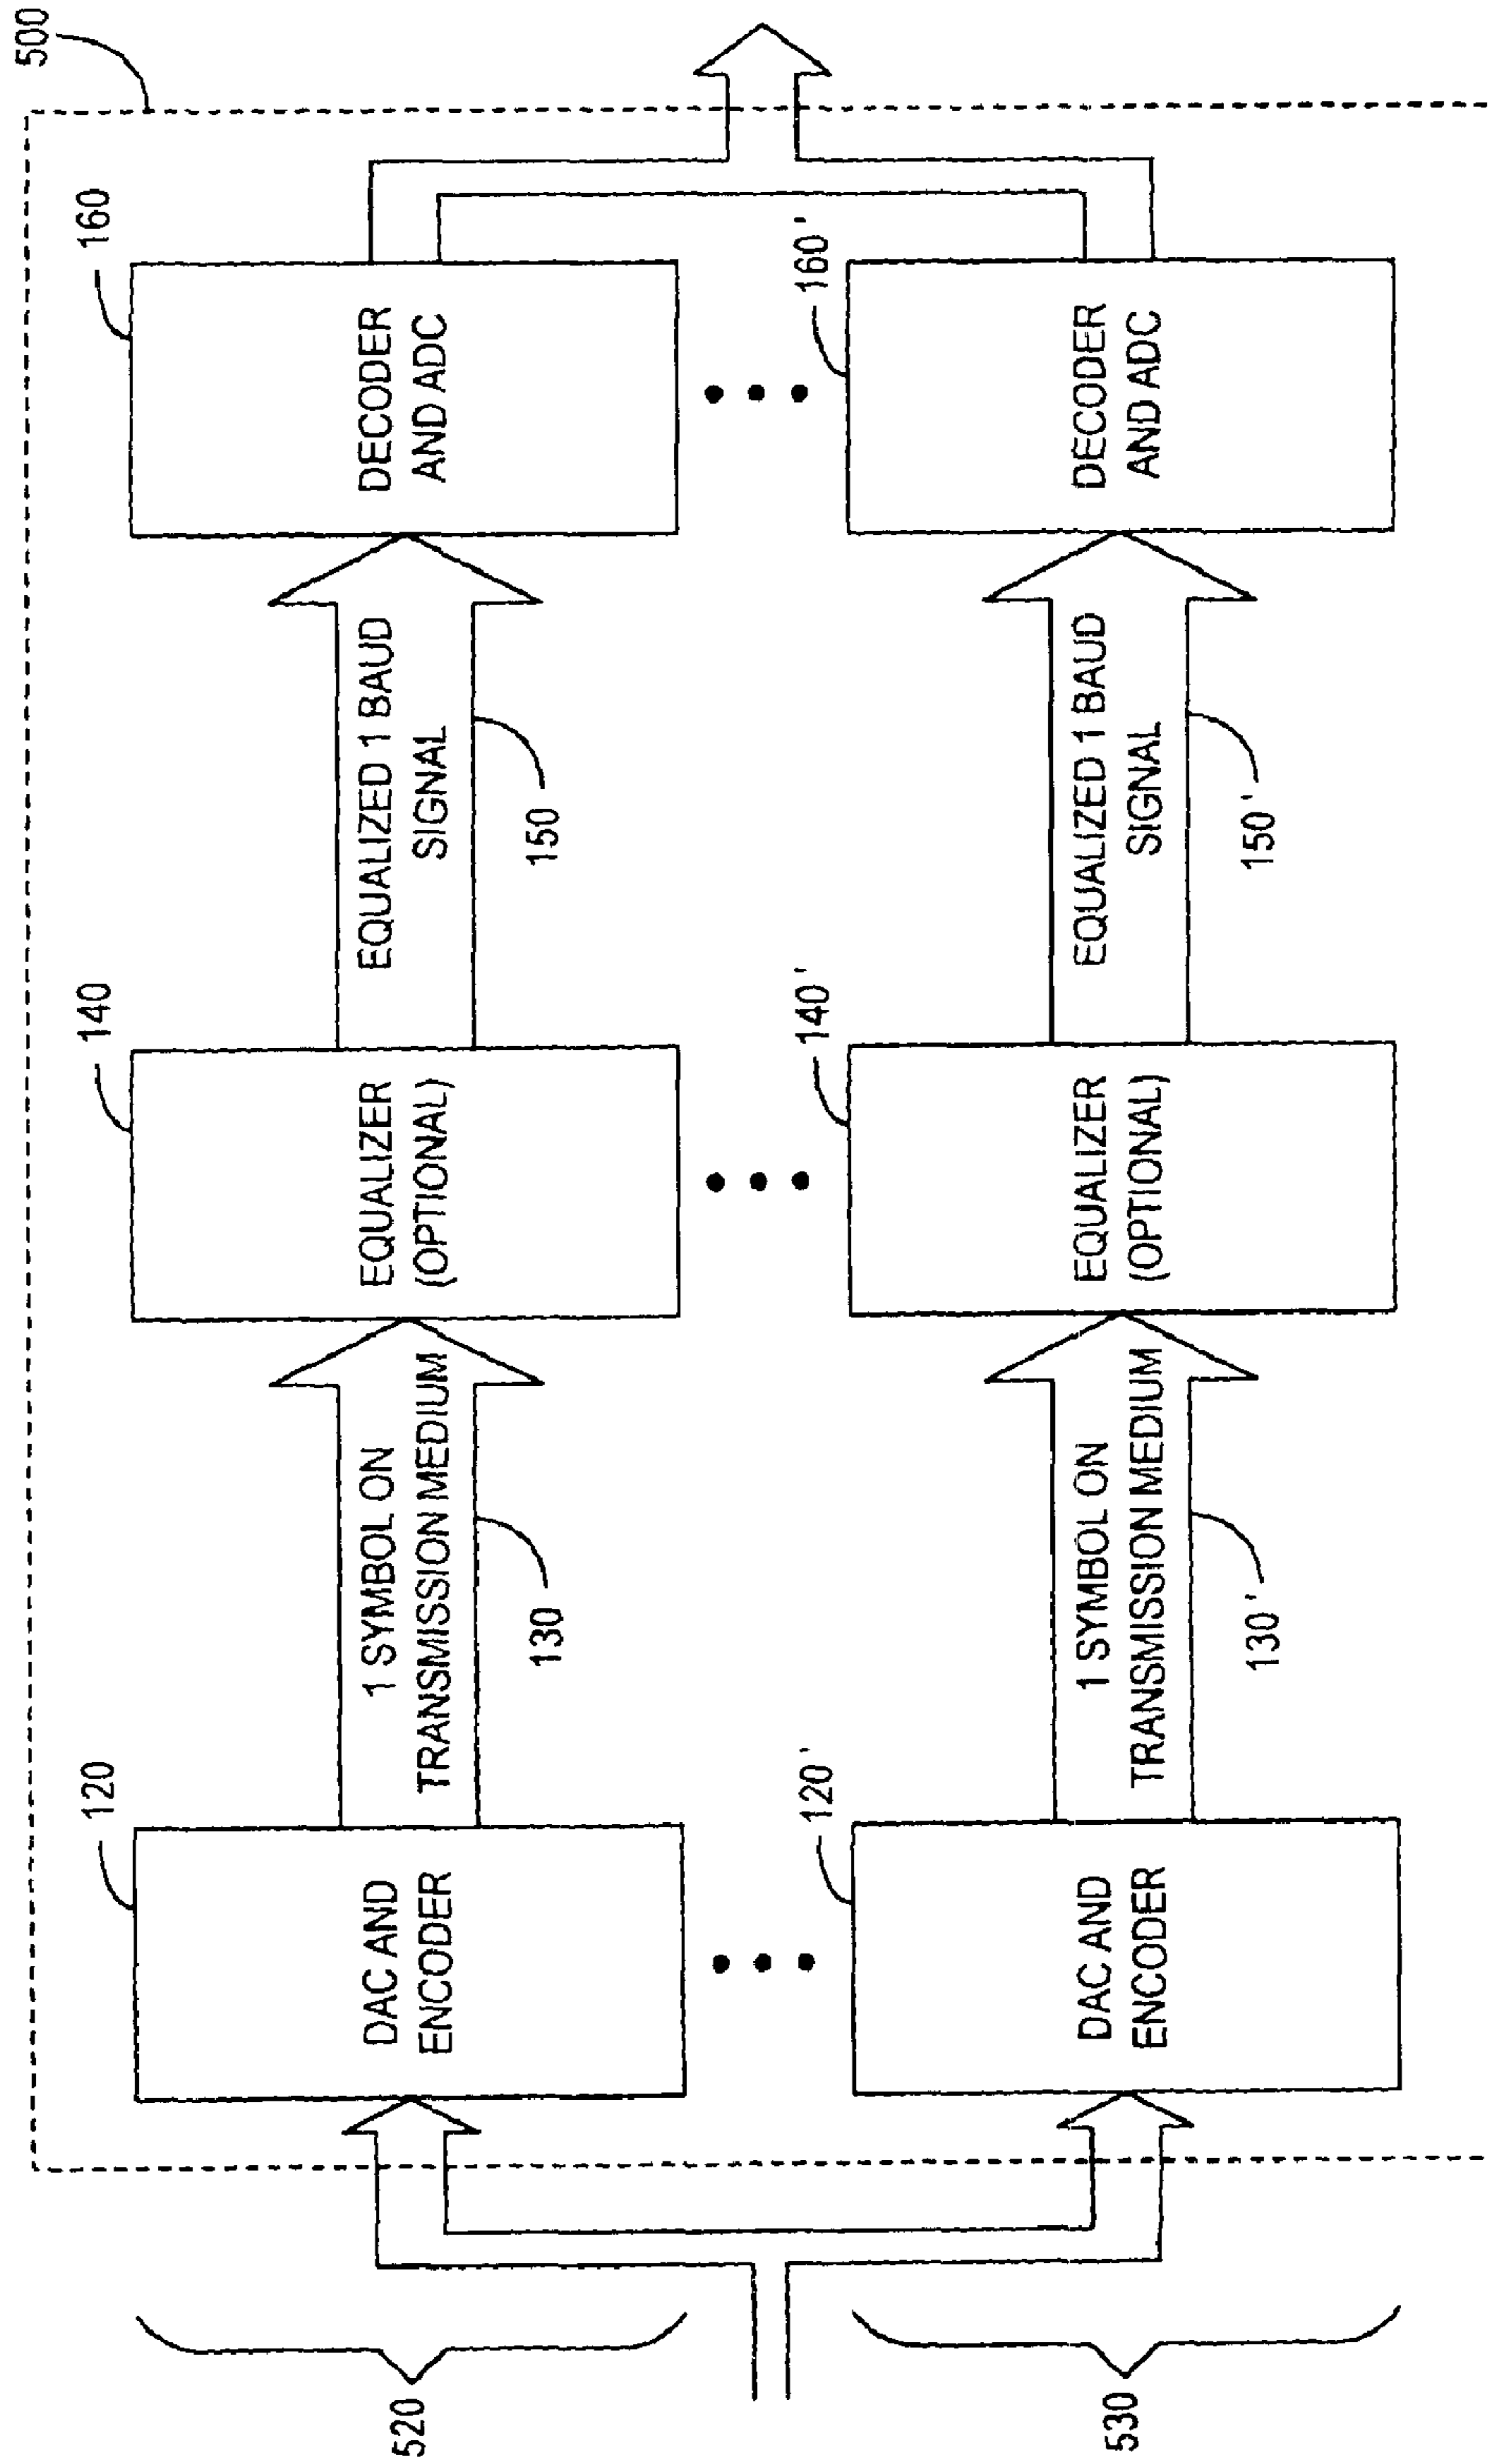 500
120
140
160
DAC AND
ENCODER
1 SYMBOL ON
TRANSMISSION MEDIUM
EQUALIZER
(OPTIONAL)
EQUALIZED 1 BAUD
SIGNAL
DECODER
AND ADC
520
130
150
120'
140'
160'
DAC AND
ENCODER
1 SYMBOL ON
TRANSMISSION MEDIUM
EQUALIZER
(OPTIONAL)
EQUALIZED 1 BAUD
SIGNAL
DECODER
AND ADC
530
130'
150'